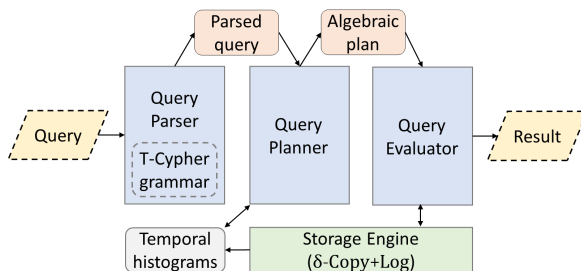 Parsed
query
Algebraic
plan
Query
Query
Parser
T-Cypher
grammar
Query
Planner
Query
Evaluator
Result
Temporal
histograms
Storage Engine
(δ-Copy+Log)